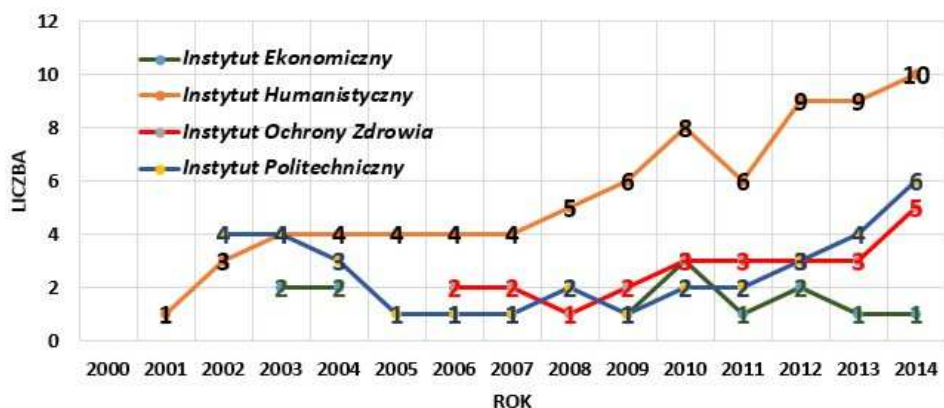 12
Instytut Ekonomiczny
10
Instytut Humanistyczny
8
Instytut Ochrony Zdrowia
Instytut Politechniczny
6
4
2
0
LICZBA
1 3 4 4 4 4 4 5 6 8 6 9 9 10
4 4 3 1 1 1 2 1 2 2 3 4 6
2 2 1 2 3 3 3 3 5
2 2 1 3 1 2 1 1
2000 2001 2002 2003 2004 2005 2006 2007 2008 2009 2010 2011 2012 2013 2014
ROK